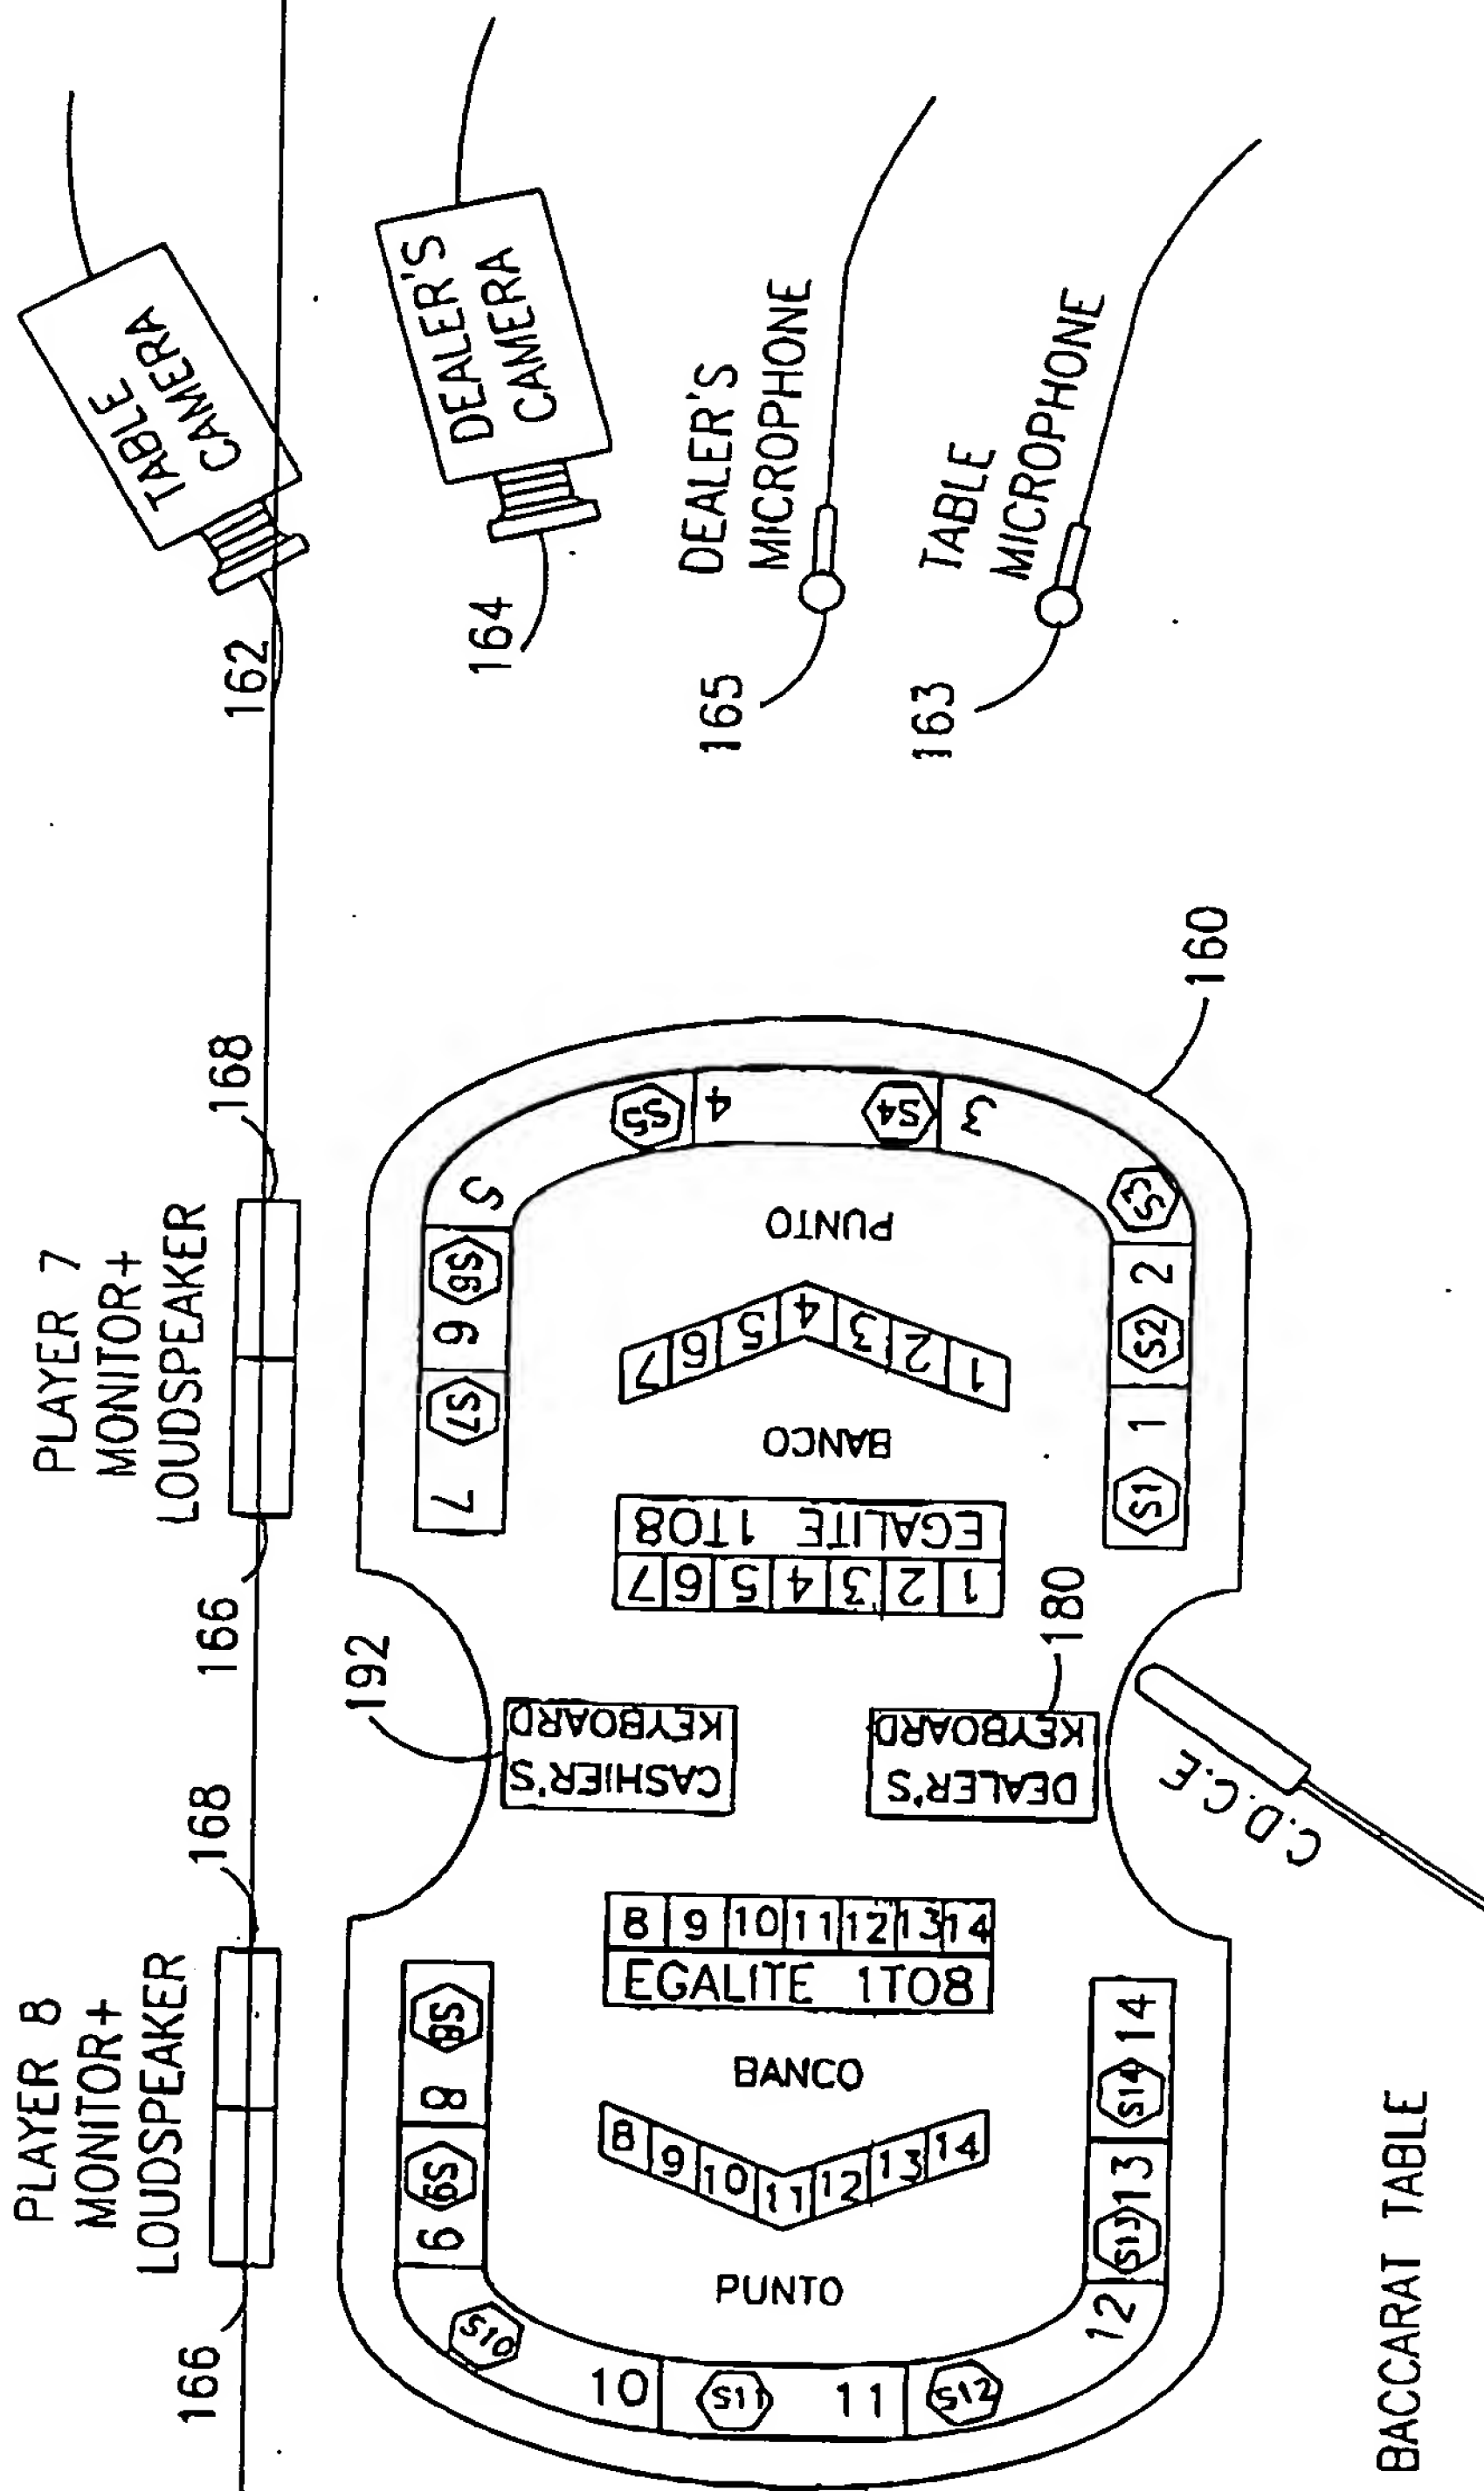 TABLE
CAMERA
162
DEALER'S
CAMERA
164
DEALER'S
MICROPHONE
165
TABLE
MICROPHONE
163
PLAYER 7
MONITOR+
LOUDSPEAKER
168
166
PLAYER 8
MONITOR+
LOUDSPEAKER
168
166
160
S1 1
S2 2
S3 3
S4 4
S5 5
S6 6
S7 7
PUNTO
1 2 3 4 5 6 7
BANCO
EGALITE 1TO8
1 2 3 4 5 6 7
192
CASHIER'S
KEYBOARD
180
DEALER'S
KEYBOARD
C.D.C.E.
8 9 10 11 12 13 14
EGALITE 1TO8
BANCO
8 9 10 11 12 13 14
PUNTO
S8 8
S9 9
S10 10
S11 11
S12 12
S13 13
S14 14
BACCARAT TABLE